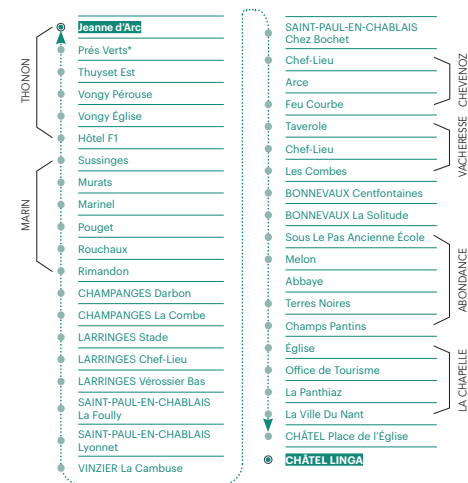 Jeanne d'Arc
THONON
Prés Verts*
Thuyset Est
Vongy Pérouse
Vongy Église
Hôtel F1
MARIN
Sussinges
Murats
Marinel
Pouget
Rouchaux
Rimandon
CHAMPANGES Darbon
CHAMPANGES La Combe
LARRINGES Stade
LARRINGES Chef-Lieu
LARRINGES Vérossier Bas
SAINT-PAUL-EN-CHABLAIS
La Foully
SAINT-PAUL-EN-CHABLAIS
Lyonnet
VINZIER La Cambuse
SAINT-PAUL-EN-CHABLAIS
Chez Bochet
CHEVENOZ
Chef-Lieu
Arce
Feu Courbe
VACHERESSE
Taverole
Chef-Lieu
Les Combes
BONNEVAUX Centfontaines
BONNEVAUX La Solitude
ABONDANCE
Sous Le Pas Ancienne École
Melon
Abbaye
Terres Noires
Champs Pantins
LA CHAPELLE
Église
Office de Tourisme
La Panthiaz
La Ville Du Nant
CHÂTEL Place de l'Église
CHÂTEL LINGA